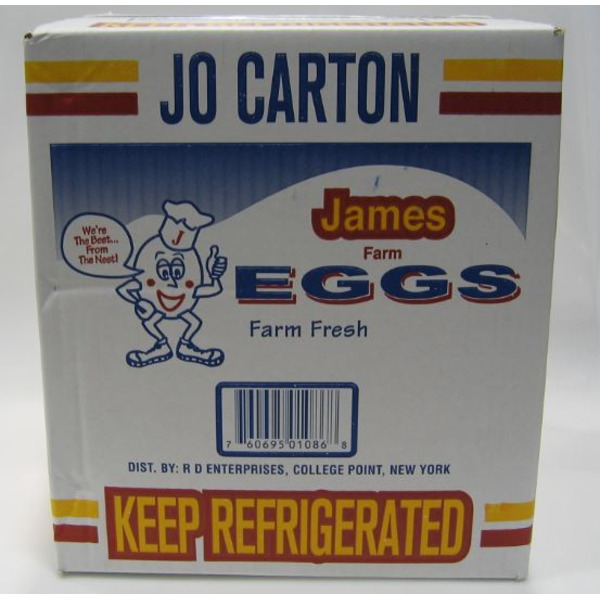 JO CARTON
James
Farm
EGGS
Farm Fresh
We're
The Best...
From
The Nest!
J
7 60695 01086 8
DIST. BY: R D ENTERPRISES, COLLEGE POINT, NEW YORK
KEEP REFRIGERATED